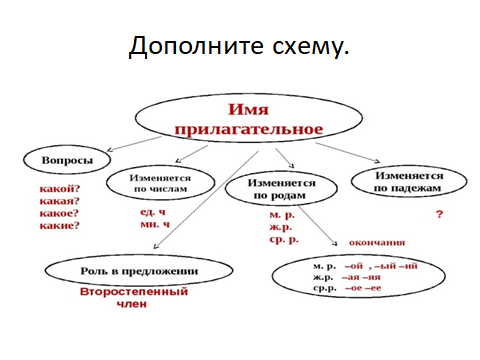 Дополните схему.
Имя
прилагательное
Вопросы
какой?
какая?
какое?
какие?
Изменяется
по числам
ед. ч
мн. ч
Изменяется
по родам
м. р.
ж.р.
ср. р.
Изменяется
по падежам
?
окончания
м. р. –ой , –ый –ий
ж.р. –ая –яя
ср.р. –ое –ее
Роль в предложении
Второстепенный
член